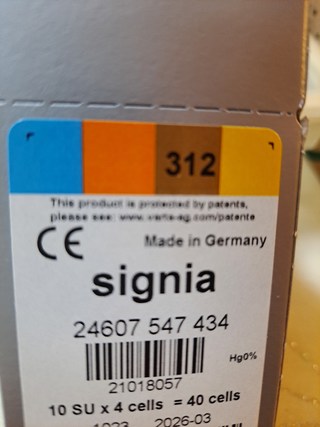 312
This product is protected by patents,
please see: www.varta-ag.com/patente
CE Made in Germany
signia
24607 547 434
Hg0%
21018057
10 SU x 4 cells = 40 cells
2026-03